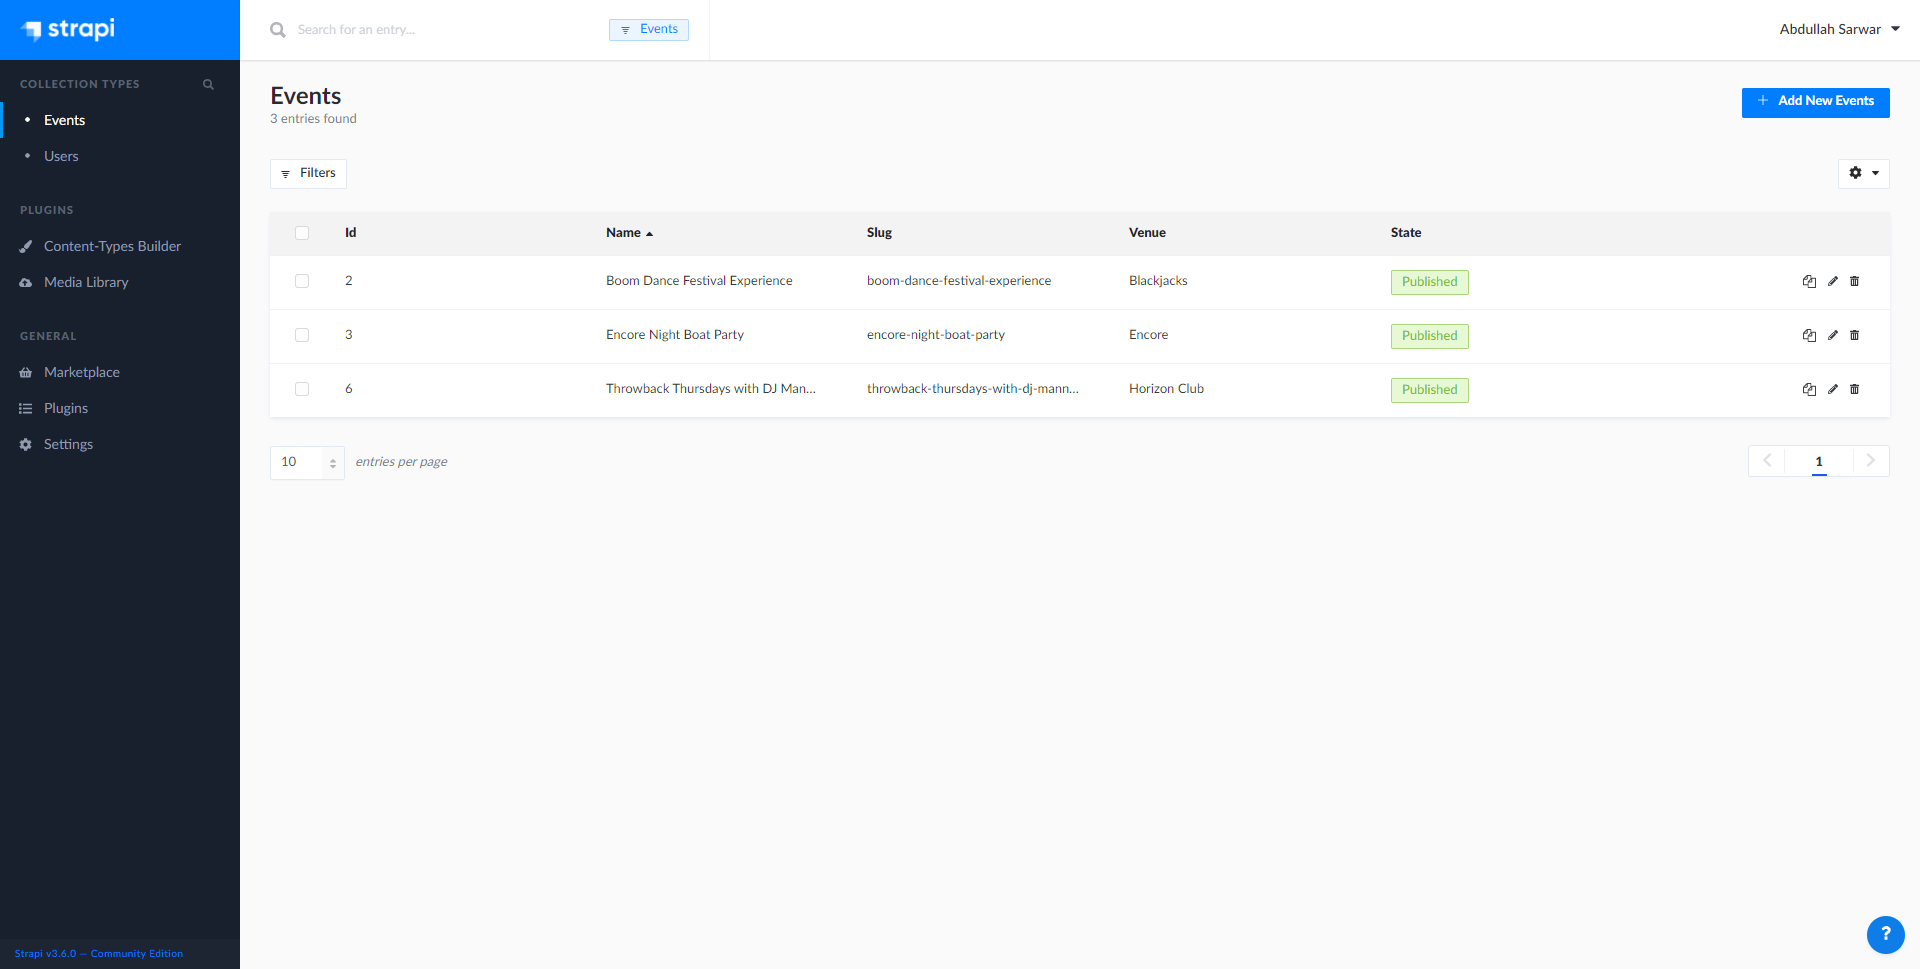 strapi
Search for an entry...
Events
Abdullah Sarwar
COLLECTION TYPES
Events
Users
PLUGINS
Content-Types Builder
Media Library
GENERAL
Marketplace
Plugins
Settings
Strapi v3.6.0 — Community Edition
Events
3 entries found
Add New Events
Filters
Id Name Slug Venue State
2 Boom Dance Festival Experience boom-dance-festival-experience Blackjacks Published
3 Encore Night Boat Party encore-night-boat-party Encore Published
6 Throwback Thursdays with DJ Man... throwback-thursdays-with-dj-mann... Horizon Club Published
10 entries per page
1
?